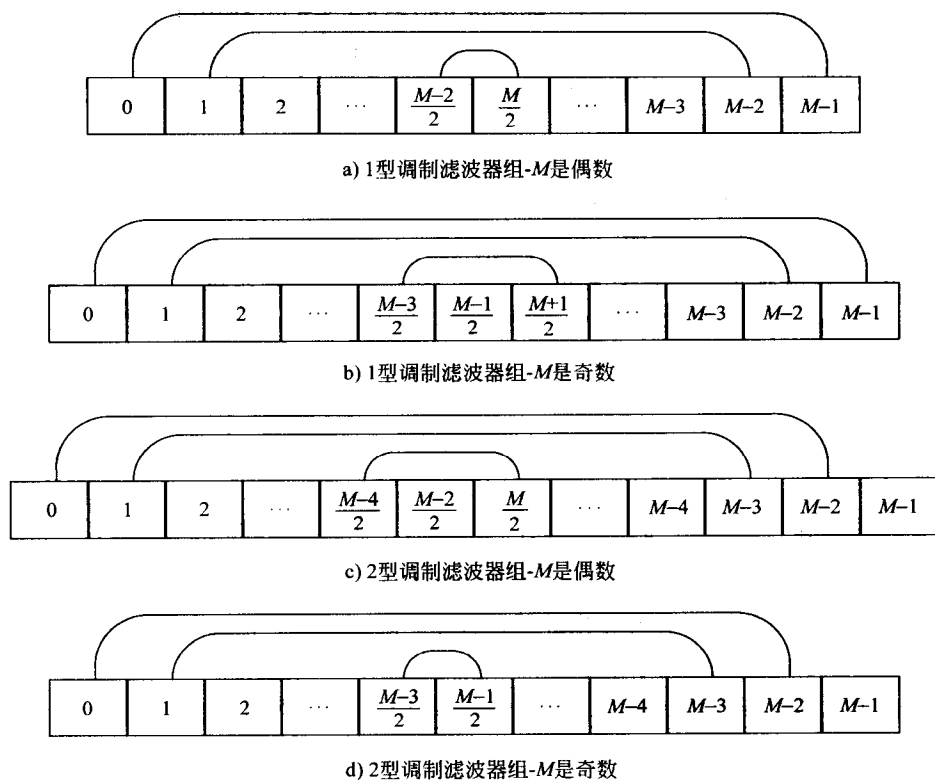 0 1 2 ... M−2/2 M/2 ... M−3 M−2 M−1
a) 1型调制滤波器组-M是偶数
0 1 2 ... M−3/2 M−1/2 M+1/2 ... M−3 M−2 M−1
b) 1型调制滤波器组-M是奇数
0 1 2 ... M−4/2 M−2/2 M/2 ... M−4 M−3 M−2 M−1
c) 2型调制滤波器组-M是偶数
0 1 2 ... M−3/2 M−1/2 ... M−4 M−3 M−2 M−1
d) 2型调制滤波器组-M是奇数